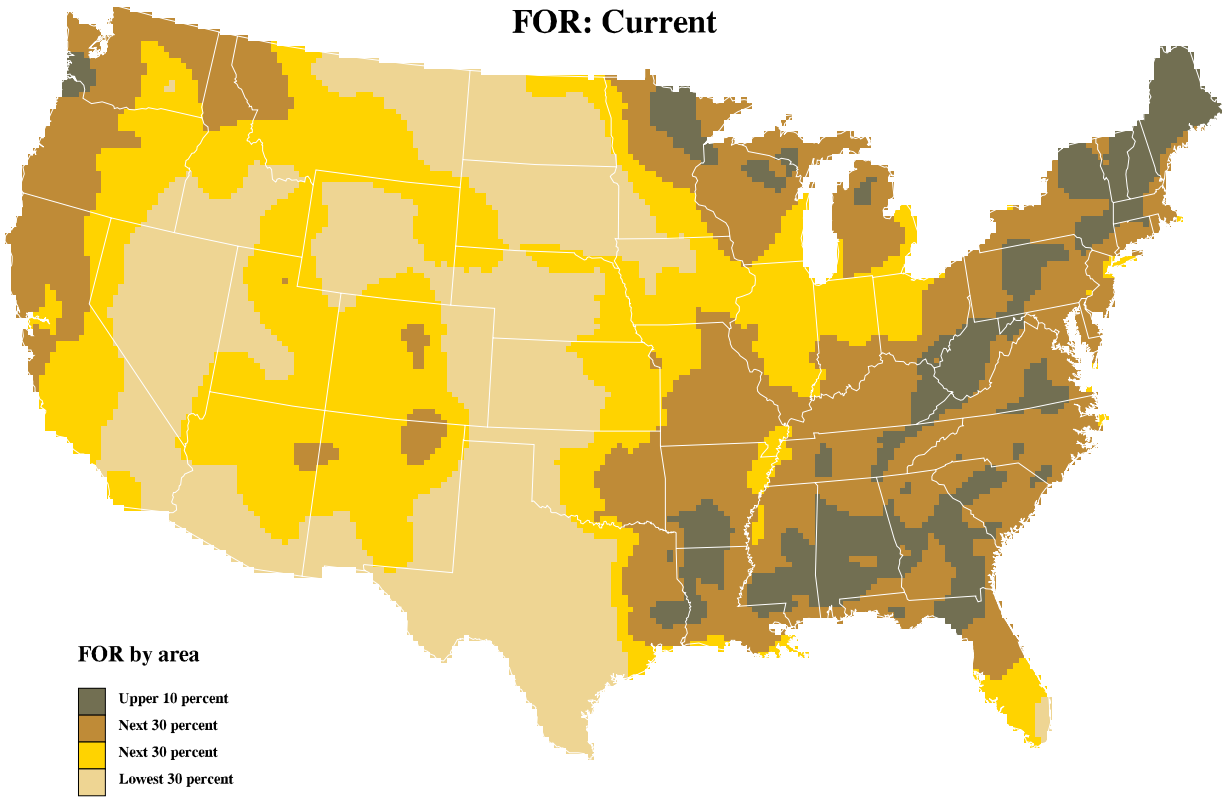 FOR: Current
FOR by area
Upper 10 percent
Next 30 percent
Next 30 percent
Lowest 30 percent